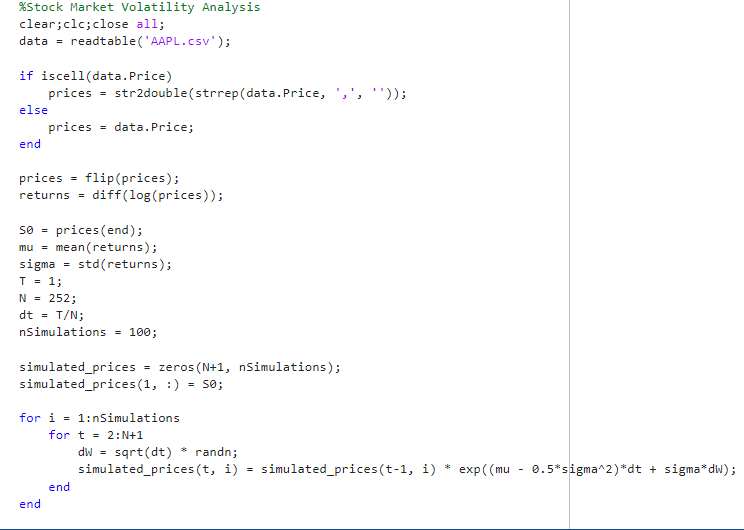 %Stock Market Volatility Analysis
clear;clc;close all;
data = readtable('AAPL.csv');
if iscell(data.Price)
    prices = str2double(strrep(data.Price, ',', ''));
else
    prices = data.Price;
end
prices = flip(prices);
returns = diff(log(prices));
S0 = prices(end);
mu = mean(returns);
sigma = std(returns);
T = 1;
N = 252;
dt = T/N;
nSimulations = 100;
simulated_prices = zeros(N+1, nSimulations);
simulated_prices(1, :) = S0;
for i = 1:nSimulations
    for t = 2:N+1
        dW = sqrt(dt) * randn;
        simulated_prices(t, i) = simulated_prices(t-1, i) * exp((mu - 0.5*sigma^2)*dt + sigma*dW);
    end
end